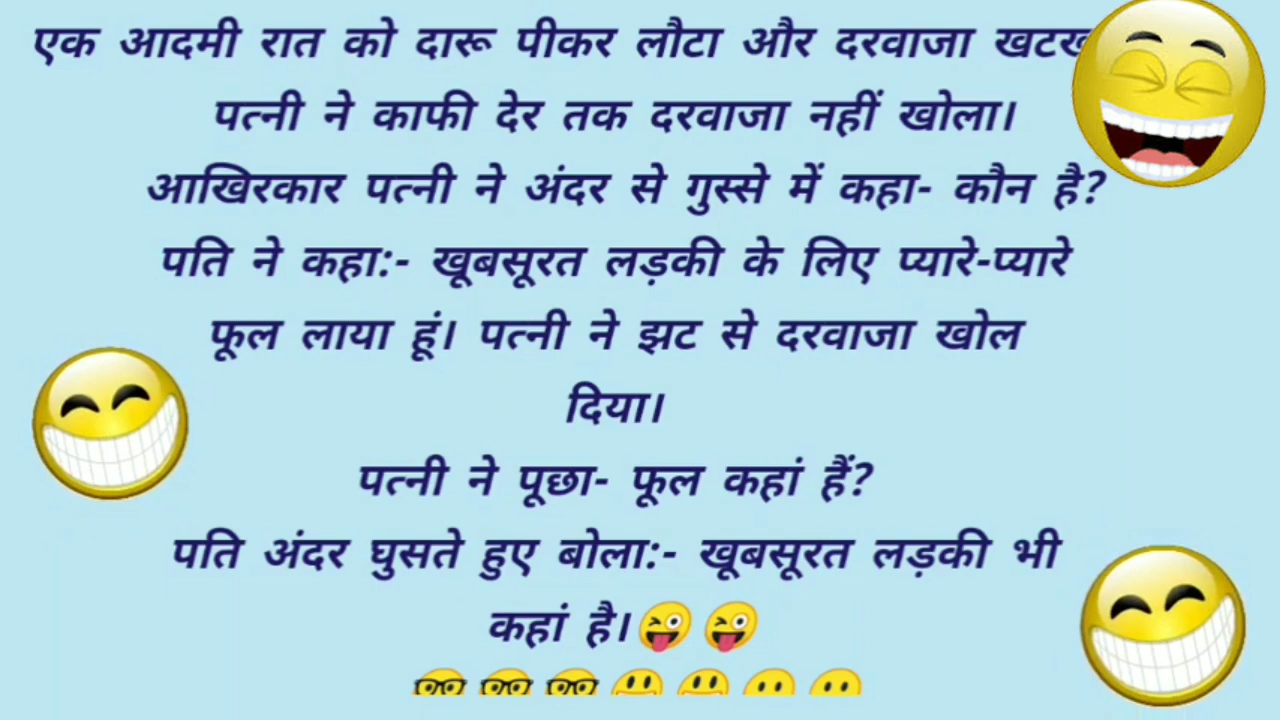 एक आदमी रात को दारू पीकर लौटा और दरवाजा
पत्नी ने काफी देर तक दरवाजा नहीं खोला।
आखिरकार पत्नी ने अंदर से गुस्से में कहा- कौन है?
पति ने कहा:- खूबसूरत लड़की के लिए प्यारे-प्यारे
फूल लाया हूं। पत्नी ने झट से दरवाजा खोल
दिया।
पत्नी ने पूछा- फूल कहां हैं?
पति अंदर घुसते हुए बोला:- खूबसूरत लड़की भी
कहां है।